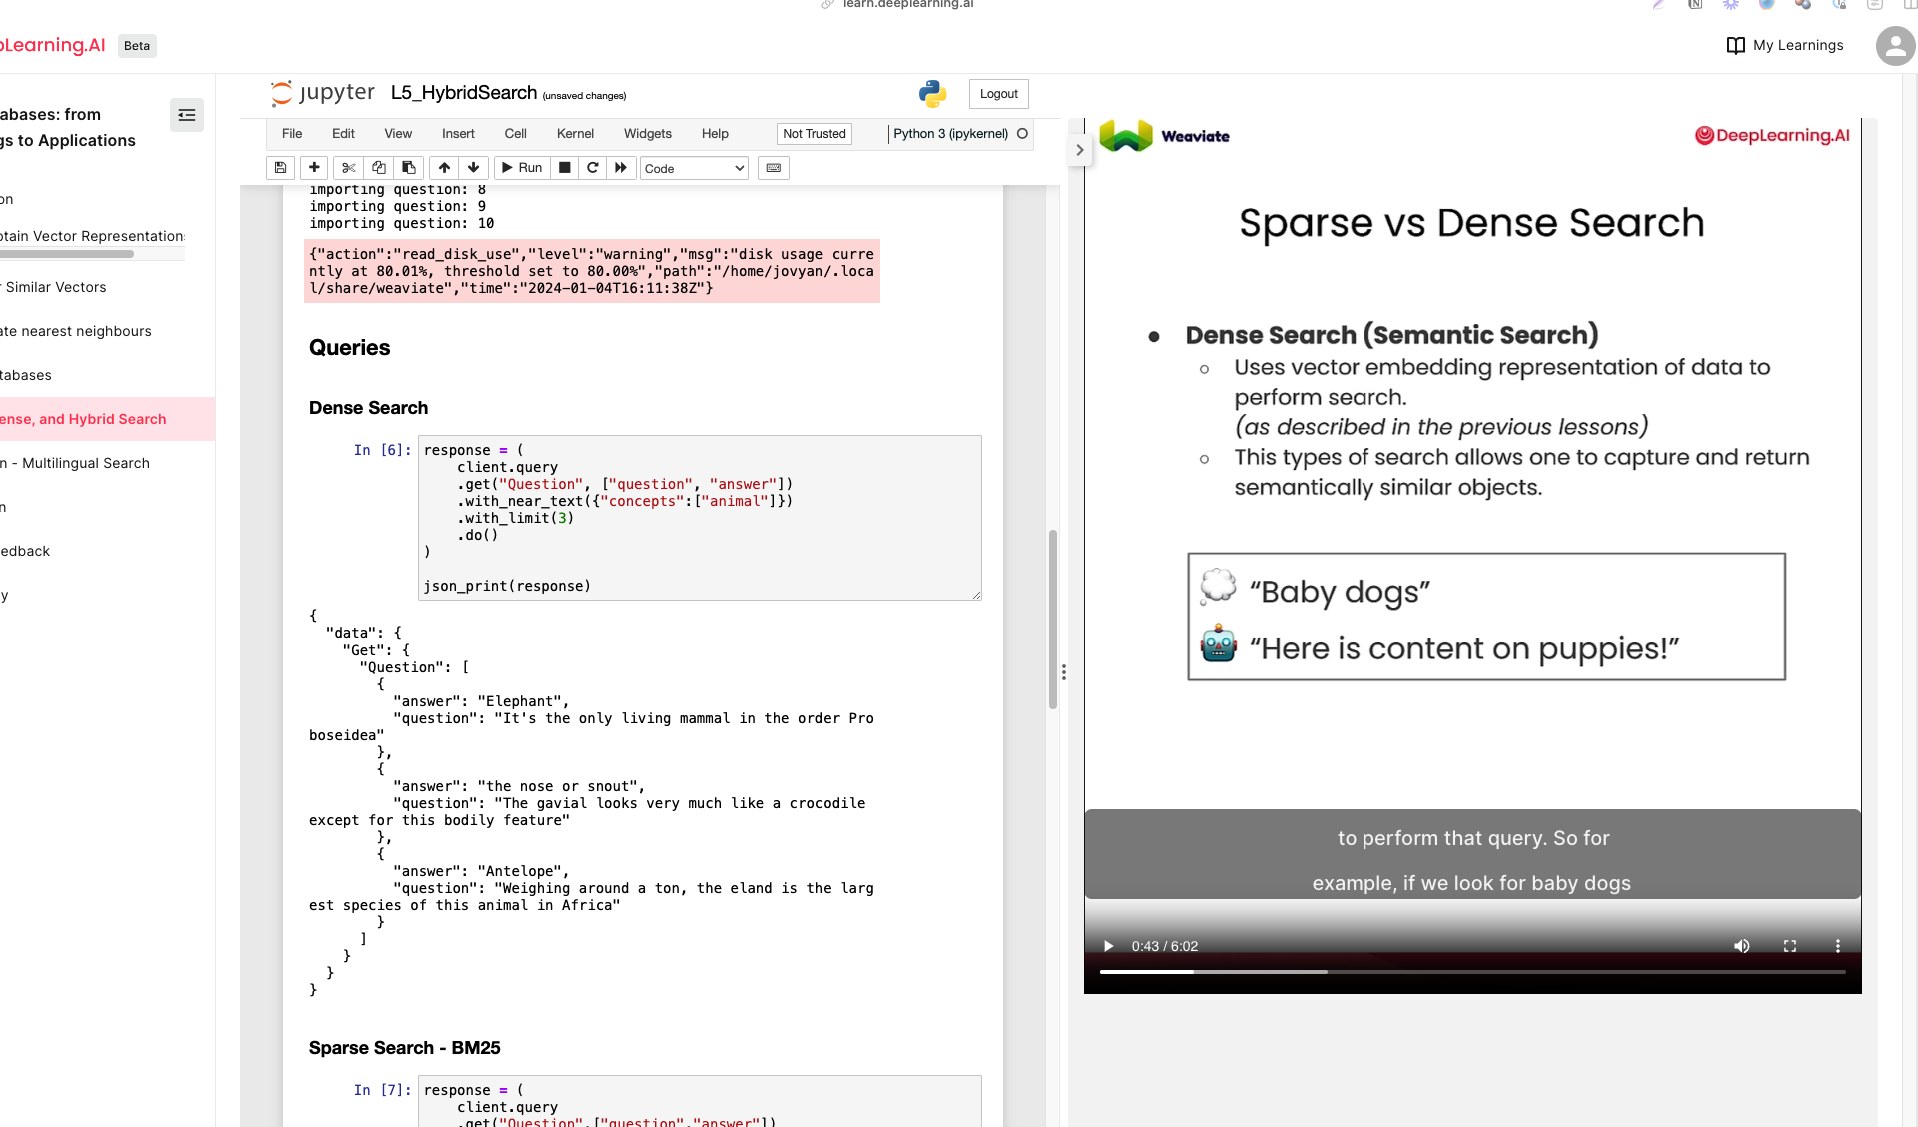 learn.deeplearning.ai
pLearning.AI Beta
My Learnings
abases: from
gs to Applications
on
otain Vector Representations
r Similar Vectors
ate nearest neighbours
tabases
ense, and Hybrid Search
n - Multilingual Search
n
edback
y
jupyter L5_HybridSearch (unsaved changes)
Logout
File Edit View Insert Cell Kernel Widgets Help Not Trusted Python 3 (ipykernel)
Run Code
importing question: 8
importing question: 9
importing question: 10
{"action":"read_disk_use","level":"warning","msg":"disk usage curre
ntly at 80.01%, threshold set to 80.00%","path":"/home/jovyan/.loca
l/share/weaviate","time":"2024-01-04T16:11:38Z"}
Queries
Dense Search
In [6]: response = (
client.query
.get("Question", ["question", "answer"])
.with_near_text({"concepts":["animal"]})
.with_limit(3)
.do()
)
json_print(response)
{
"data": {
"Get": {
"Question": [
{
"answer": "Elephant",
"question": "It's the only living mammal in the order Pro
boseidea"
},
{
"answer": "the nose or snout",
"question": "The gavial looks very much like a crocodile
except for this bodily feature"
},
{
"answer": "Antelope",
"question": "Weighing around a ton, the eland is the larg
est species of this animal in Africa"
}
]
}
}
}
Sparse Search - BM25
In [7]: response = (
client.query
.get("Question",["question","answer"])
Weaviate
DeepLearning.AI
Sparse vs Dense Search
● Dense Search (Semantic Search)
○ Uses vector embedding representation of data to
perform search.
(as described in the previous lessons)
○ This types of search allows one to capture and return
semantically similar objects.
“Baby dogs”
“Here is content on puppies!”
to perform that query. So for
example, if we look for baby dogs
0:43 / 6:02